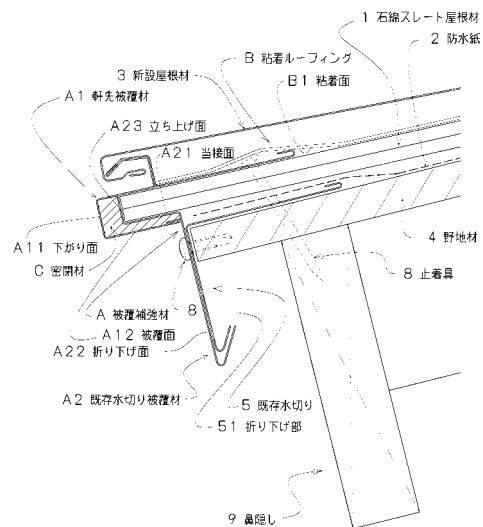 1 石綿スレート屋根材
2 防水紙
B 粘着ルーフィング
3 新設屋根材
B1 粘着面
A1 軒先被覆材
A23 立ち上げ面
A21 当接面
A11 下がり面
4 野地材
C 密閉材
8 止着具
A 被覆補強材
8
A12 被覆面
A22 折り下げ面
A2 既存水切り被覆材
5 既存水切り
51 折り下げ部
9 鼻隠し